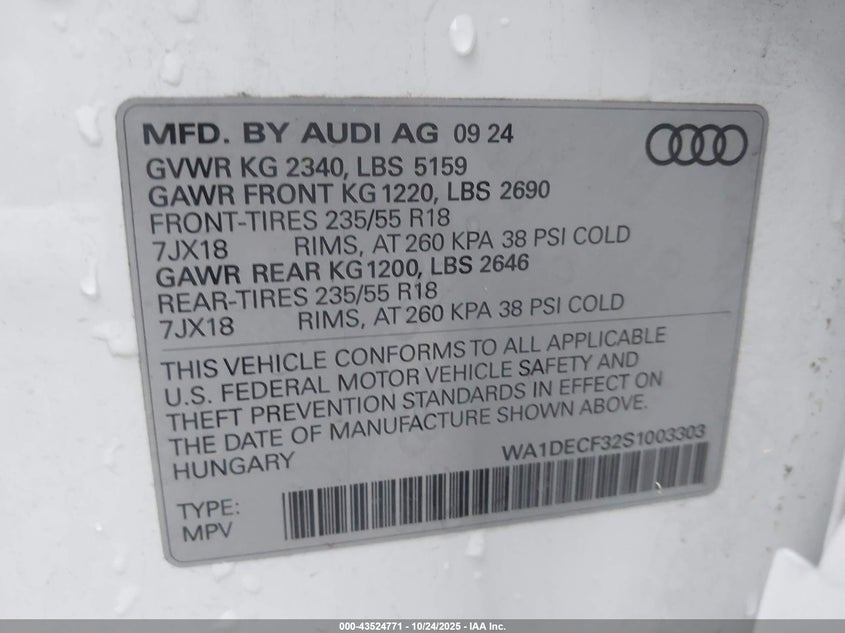 MFD. BY AUDI AG 09 24
GVWR KG 2340, LBS 5159
GAWR FRONT KG 1220, LBS 2690
FRONT-TIRES 235/55 R18
7JX18 RIMS, AT 260 KPA 38 PSI COLD
GAWR REAR KG 1200, LBS 2646
REAR-TIRES 235/55 R18
7JX18 RIMS, AT 260 KPA 38 PSI COLD
THIS VEHICLE CONFORMS TO ALL APPLICABLE
U.S. FEDERAL MOTOR VEHICLE SAFETY AND
THEFT PREVENTION STANDARDS IN EFFECT ON
THE DATE OF MANUFACTURE SHOWN ABOVE.
HUNGARY WA1DECF32S1003303
TYPE:
MPV
000-43524771 - 10/24/2025 - IAA Inc.